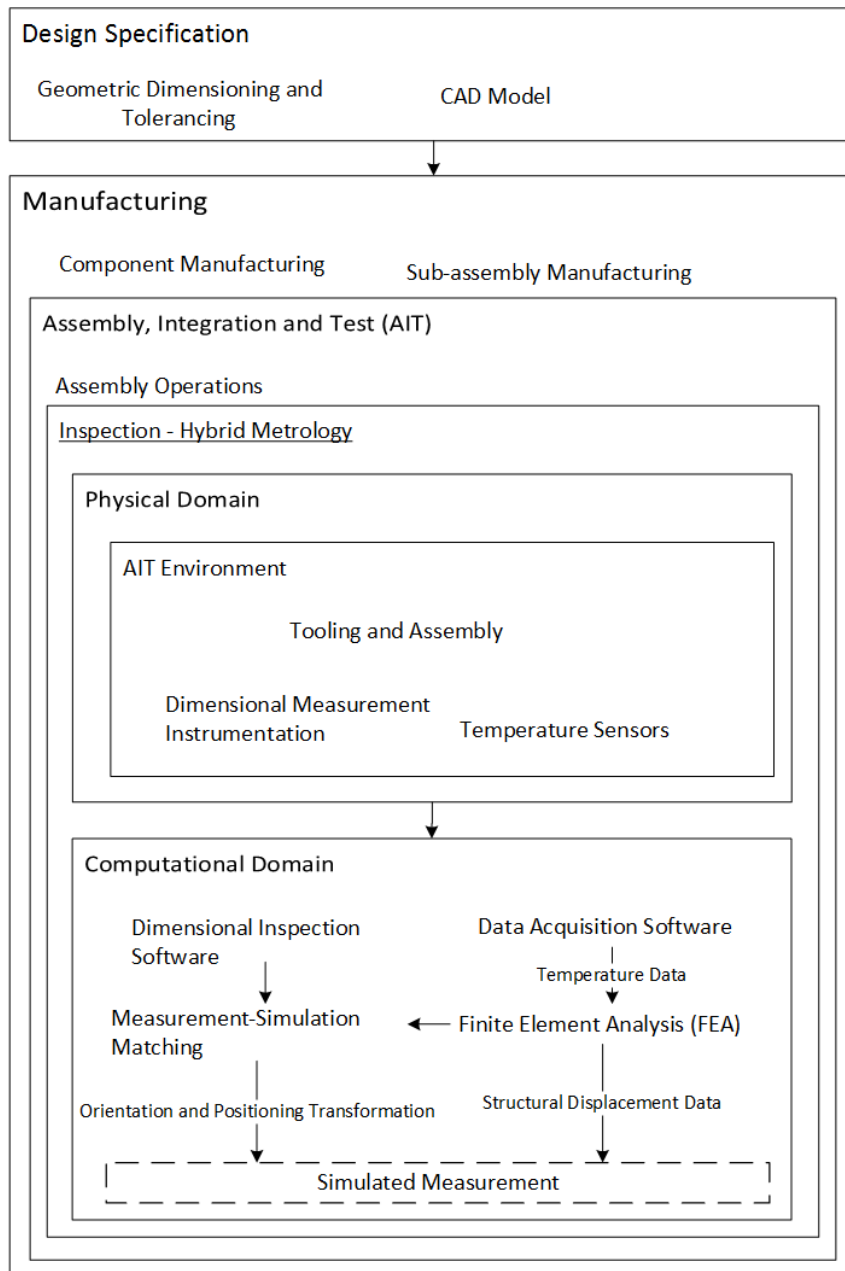 Design Specification
Geometric Dimensioning and
Tolerancing
CAD Model
Manufacturing
Component Manufacturing
Sub-assembly Manufacturing
Assembly, Integration and Test (AIT)
Assembly Operations
Inspection - Hybrid Metrology
Physical Domain
AIT Environment
Tooling and Assembly
Dimensional Measurement
Instrumentation
Temperature Sensors
Computational Domain
Dimensional Inspection
Software
Data Acquisition Software
Temperature Data
Measurement-Simulation
Matching
Finite Element Analysis (FEA)
Orientation and Positioning Transformation
Structural Displacement Data
Simulated Measurement